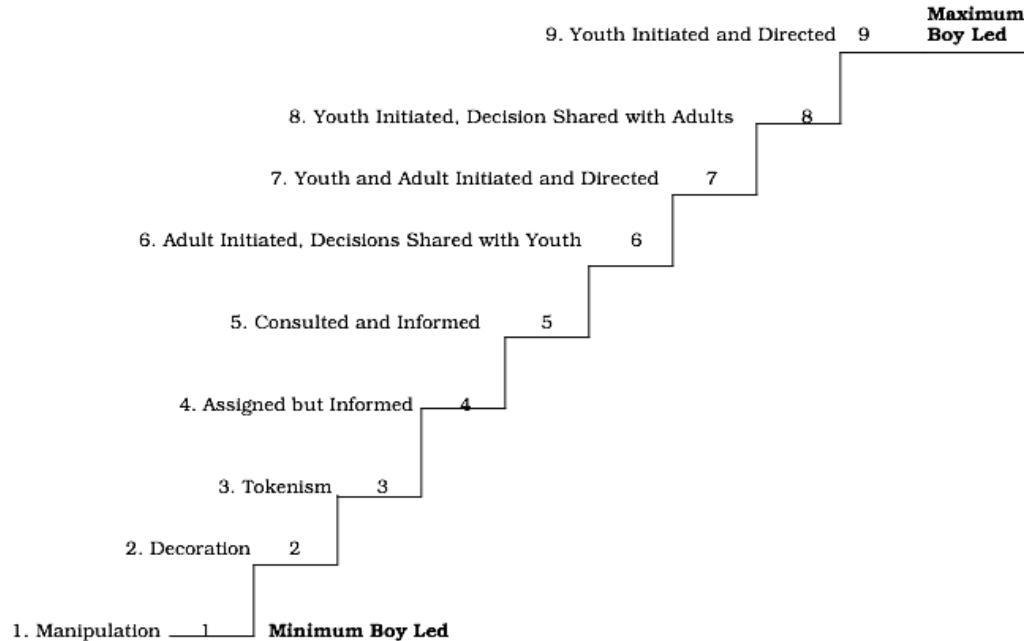 Maximum
Boy Led
9. Youth Initiated and Directed 9
8. Youth Initiated, Decision Shared with Adults 8
7. Youth and Adult Initiated and Directed 7
6. Adult Initiated, Decisions Shared with Youth 6
5. Consulted and Informed 5
4. Assigned but Informed 4
3. Tokenism 3
2. Decoration 2
1. Manipulation 1 Minimum Boy Led